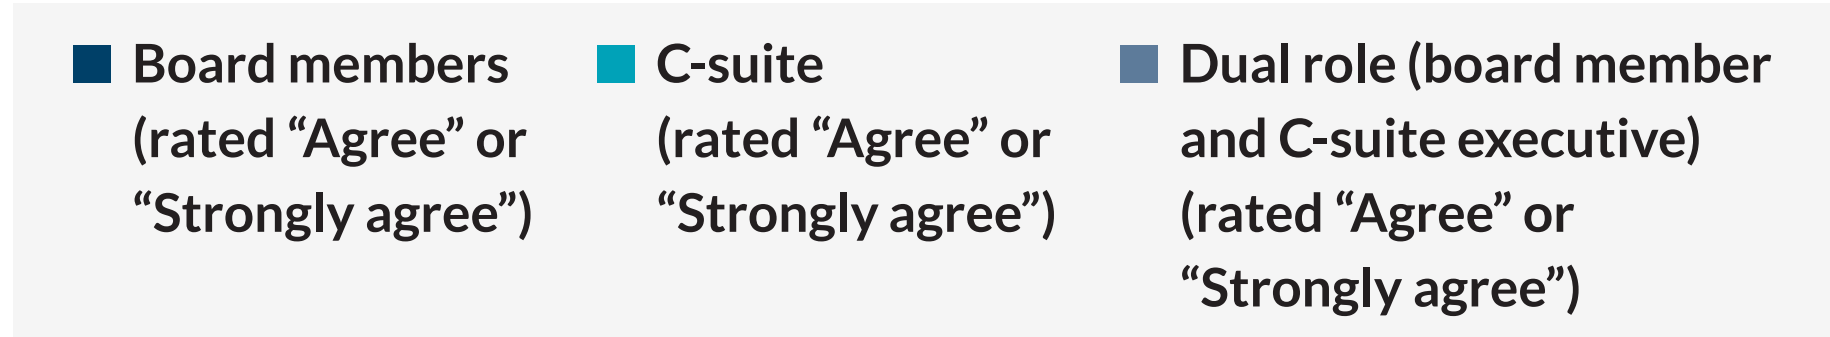 Board members
(rated “Agree” or
“Strongly agree”)
C-suite
(rated “Agree” or
“Strongly agree”)
Dual role (board member
and C-suite executive)
(rated “Agree” or
“Strongly agree”)